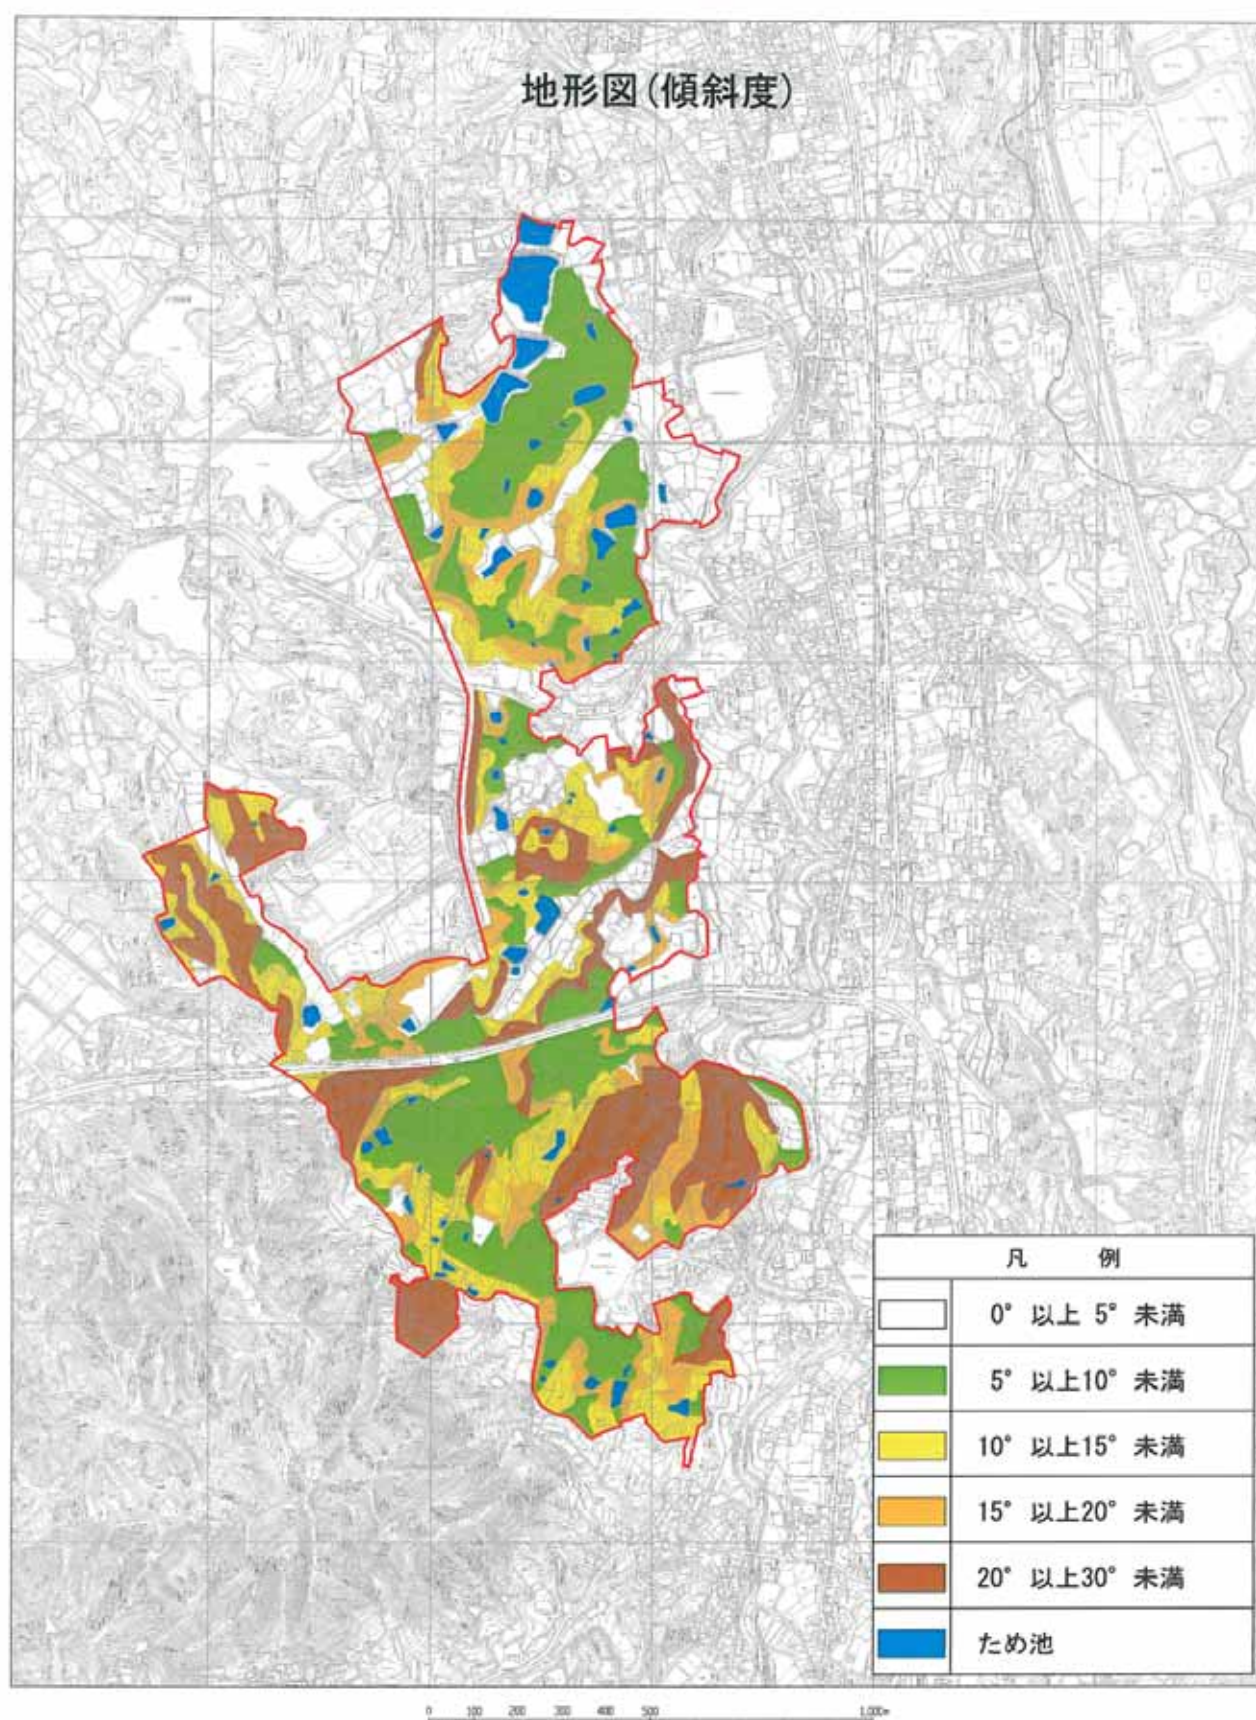 地形図(傾斜度)
凡 例
0° 以上 5° 未満
5° 以上10° 未満
10° 以上15° 未満
15° 以上20° 未満
20° 以上30° 未満
ため池
0 100 200 300 400 500 1,000m